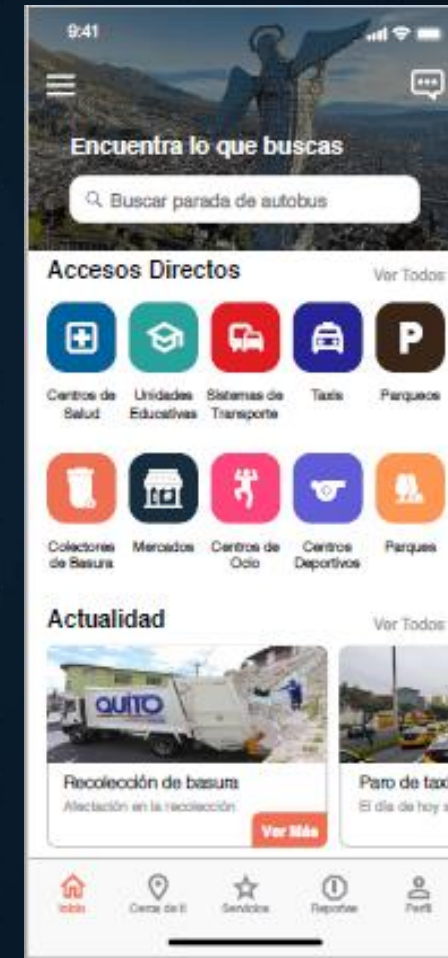 9:41
Encuentra lo que buscas
Buscar parada de autobus
Accesos Directos
Ver Todos
Centros de Salud
Unidades Educativas
Sistemas de Transporte
Taxis
P
Parqueos
Colectores de Basura
Mercados
Centros de Ocio
Centros Deportivos
Parques
Actualidad
Ver Todos
QUITO
Recolección de basura
Afectación en la recolección
Ver Más
Paro de tax
El día de hoy a
Inicio
Cerca de ti
Servicios
Reportes
Perfil